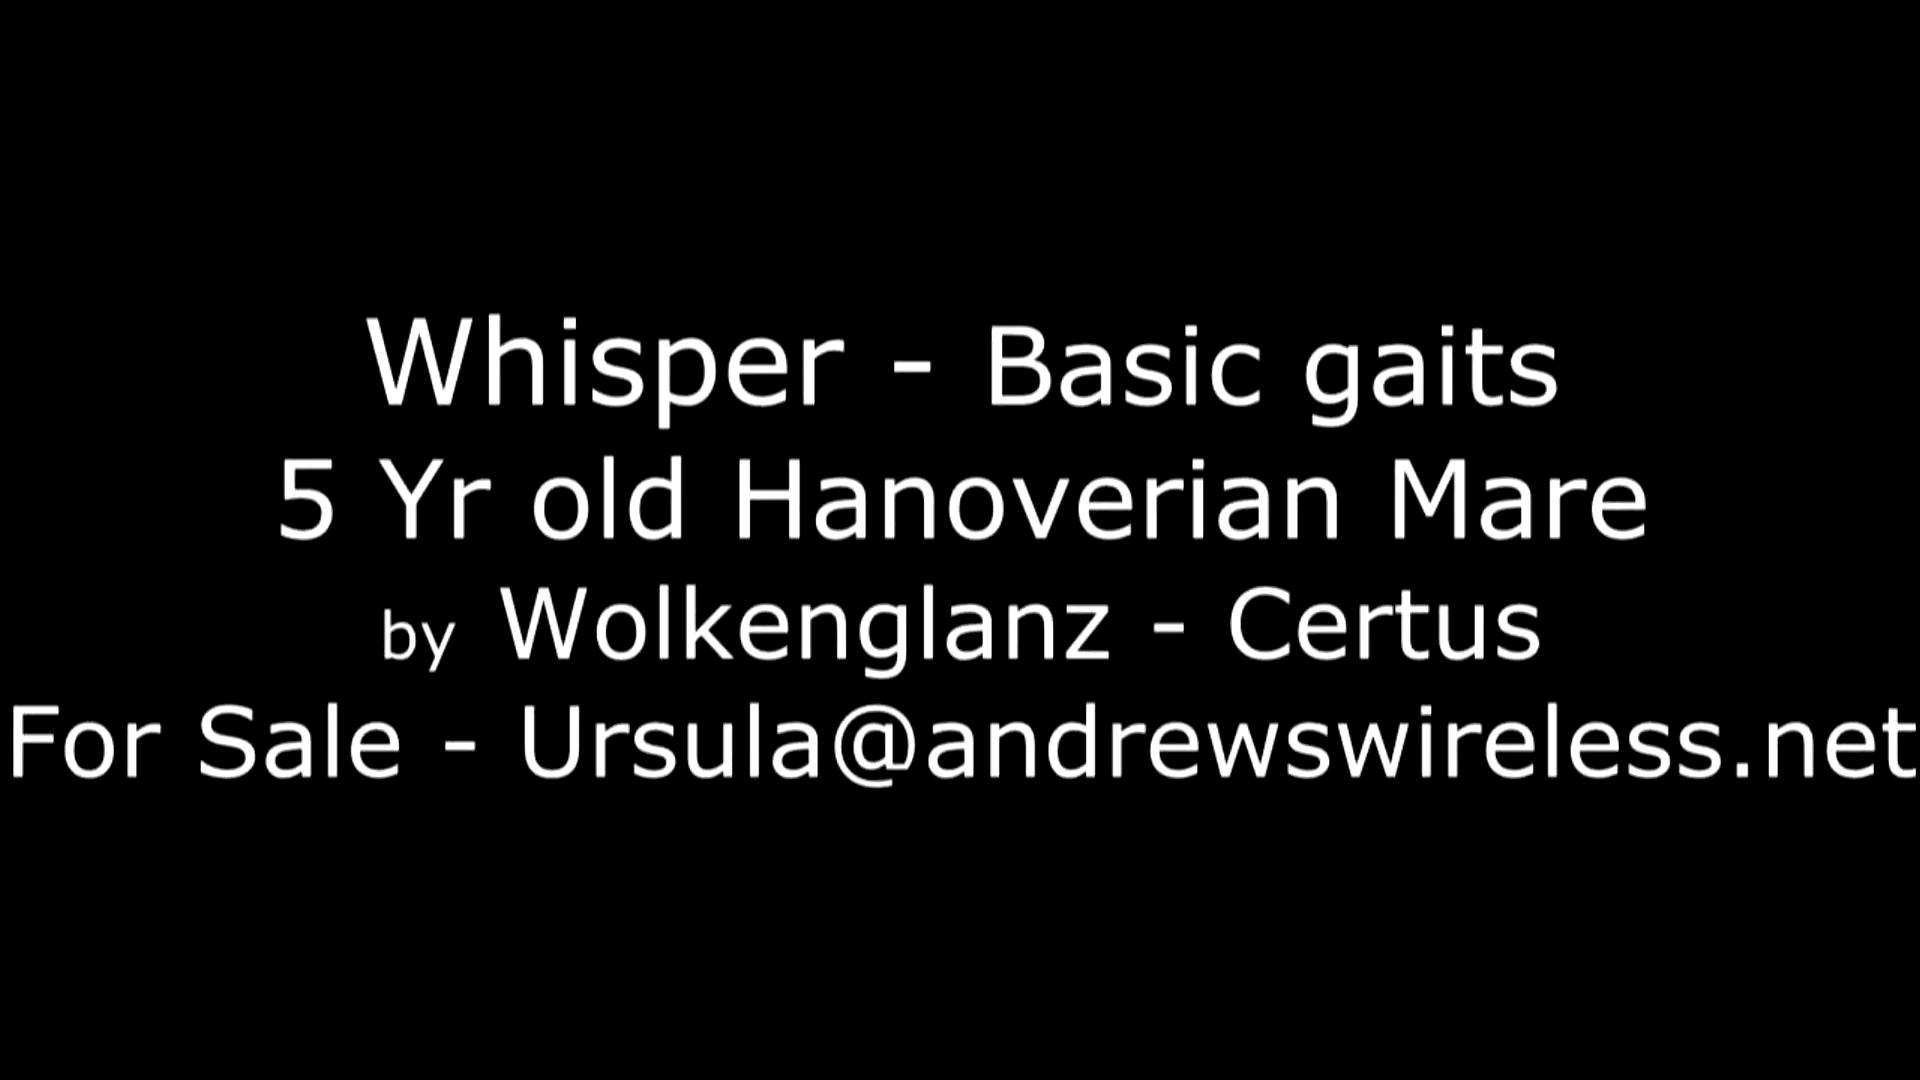 Whisper - Basic gaits
5 Yr old Hanoverian Mare
by Wolkenglanz - Certus
For Sale - Ursula@andrewswireless.net